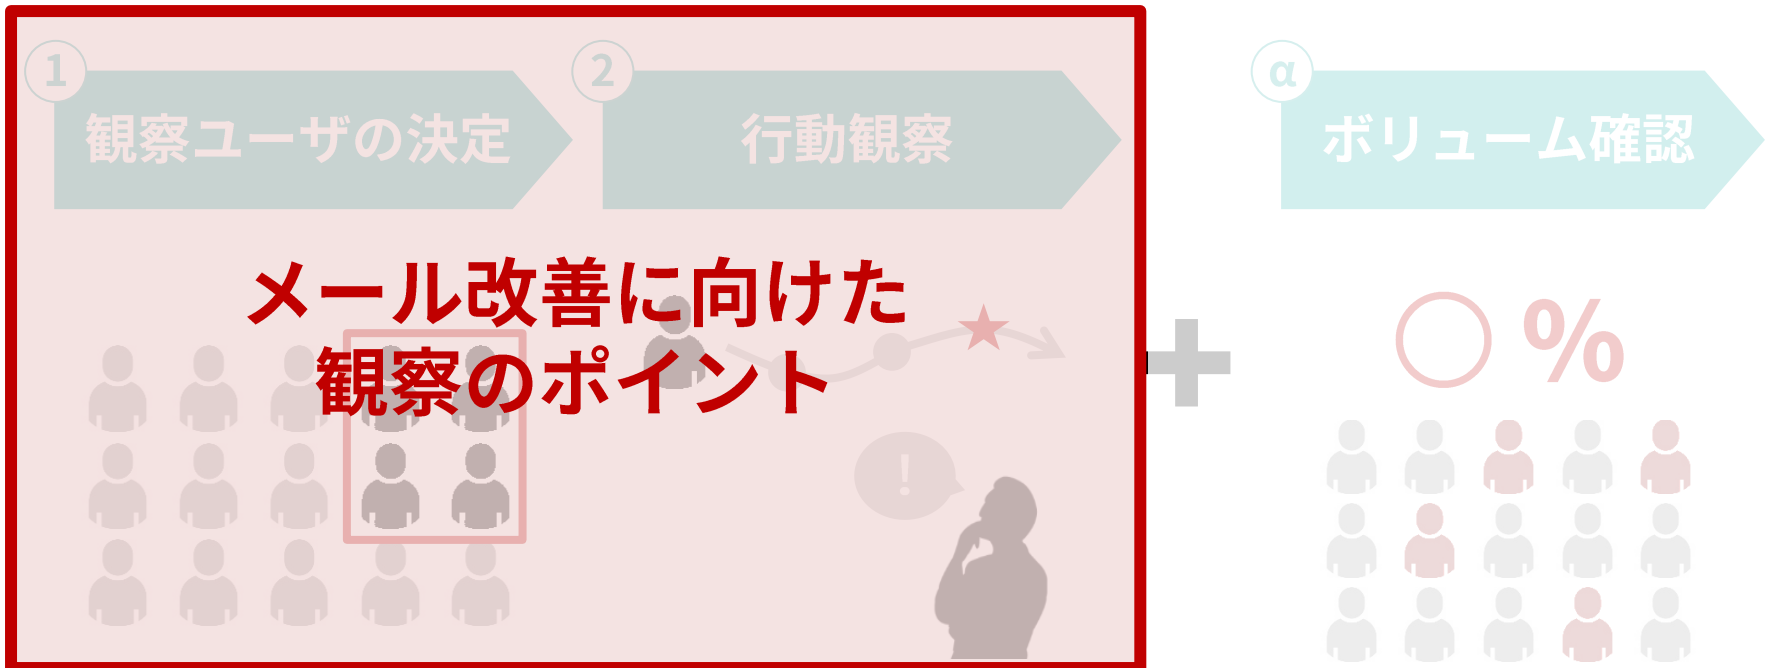 1
観察ユーザの決定
2
行動観察
α
ボリューム確認
メール改善に向けた
観察のポイント
!
+
○%